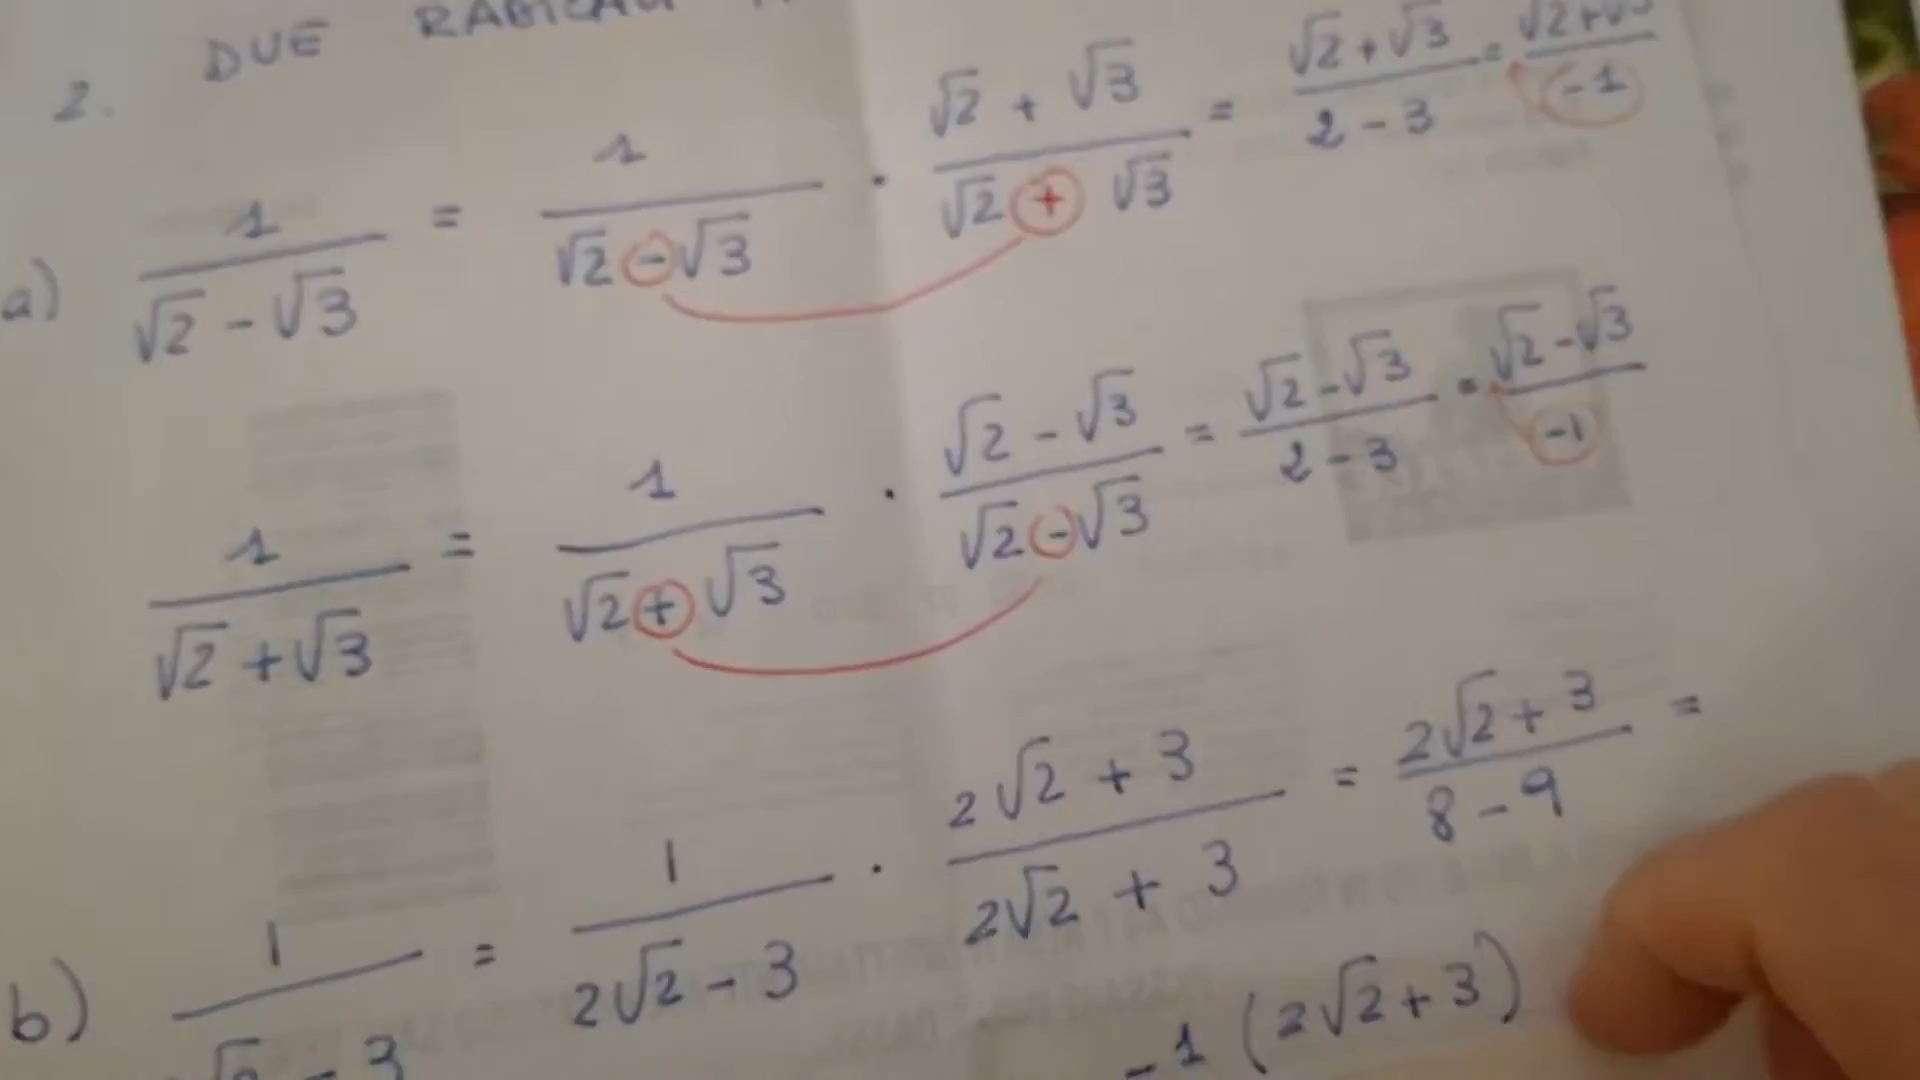 2. DUE
a) 1/(√2 - √3) = 1/(√2 - √3) · (√2 + √3)/(√2 + √3) = (√2 + √3)/(2 - 3) = (√2 + √3)/(-1)
1/(√2 + √3) = 1/(√2 + √3) · (√2 - √3)/(√2 - √3) = (√2 - √3)/(2 - 3) = (√2 - √3)/(-1)
b) 1/(2√2 - 3) = 1/(2√2 - 3) · (2√2 + 3)/(2√2 + 3) = (2√2 + 3)/(8 - 9) =
-1 (2√2 + 3)